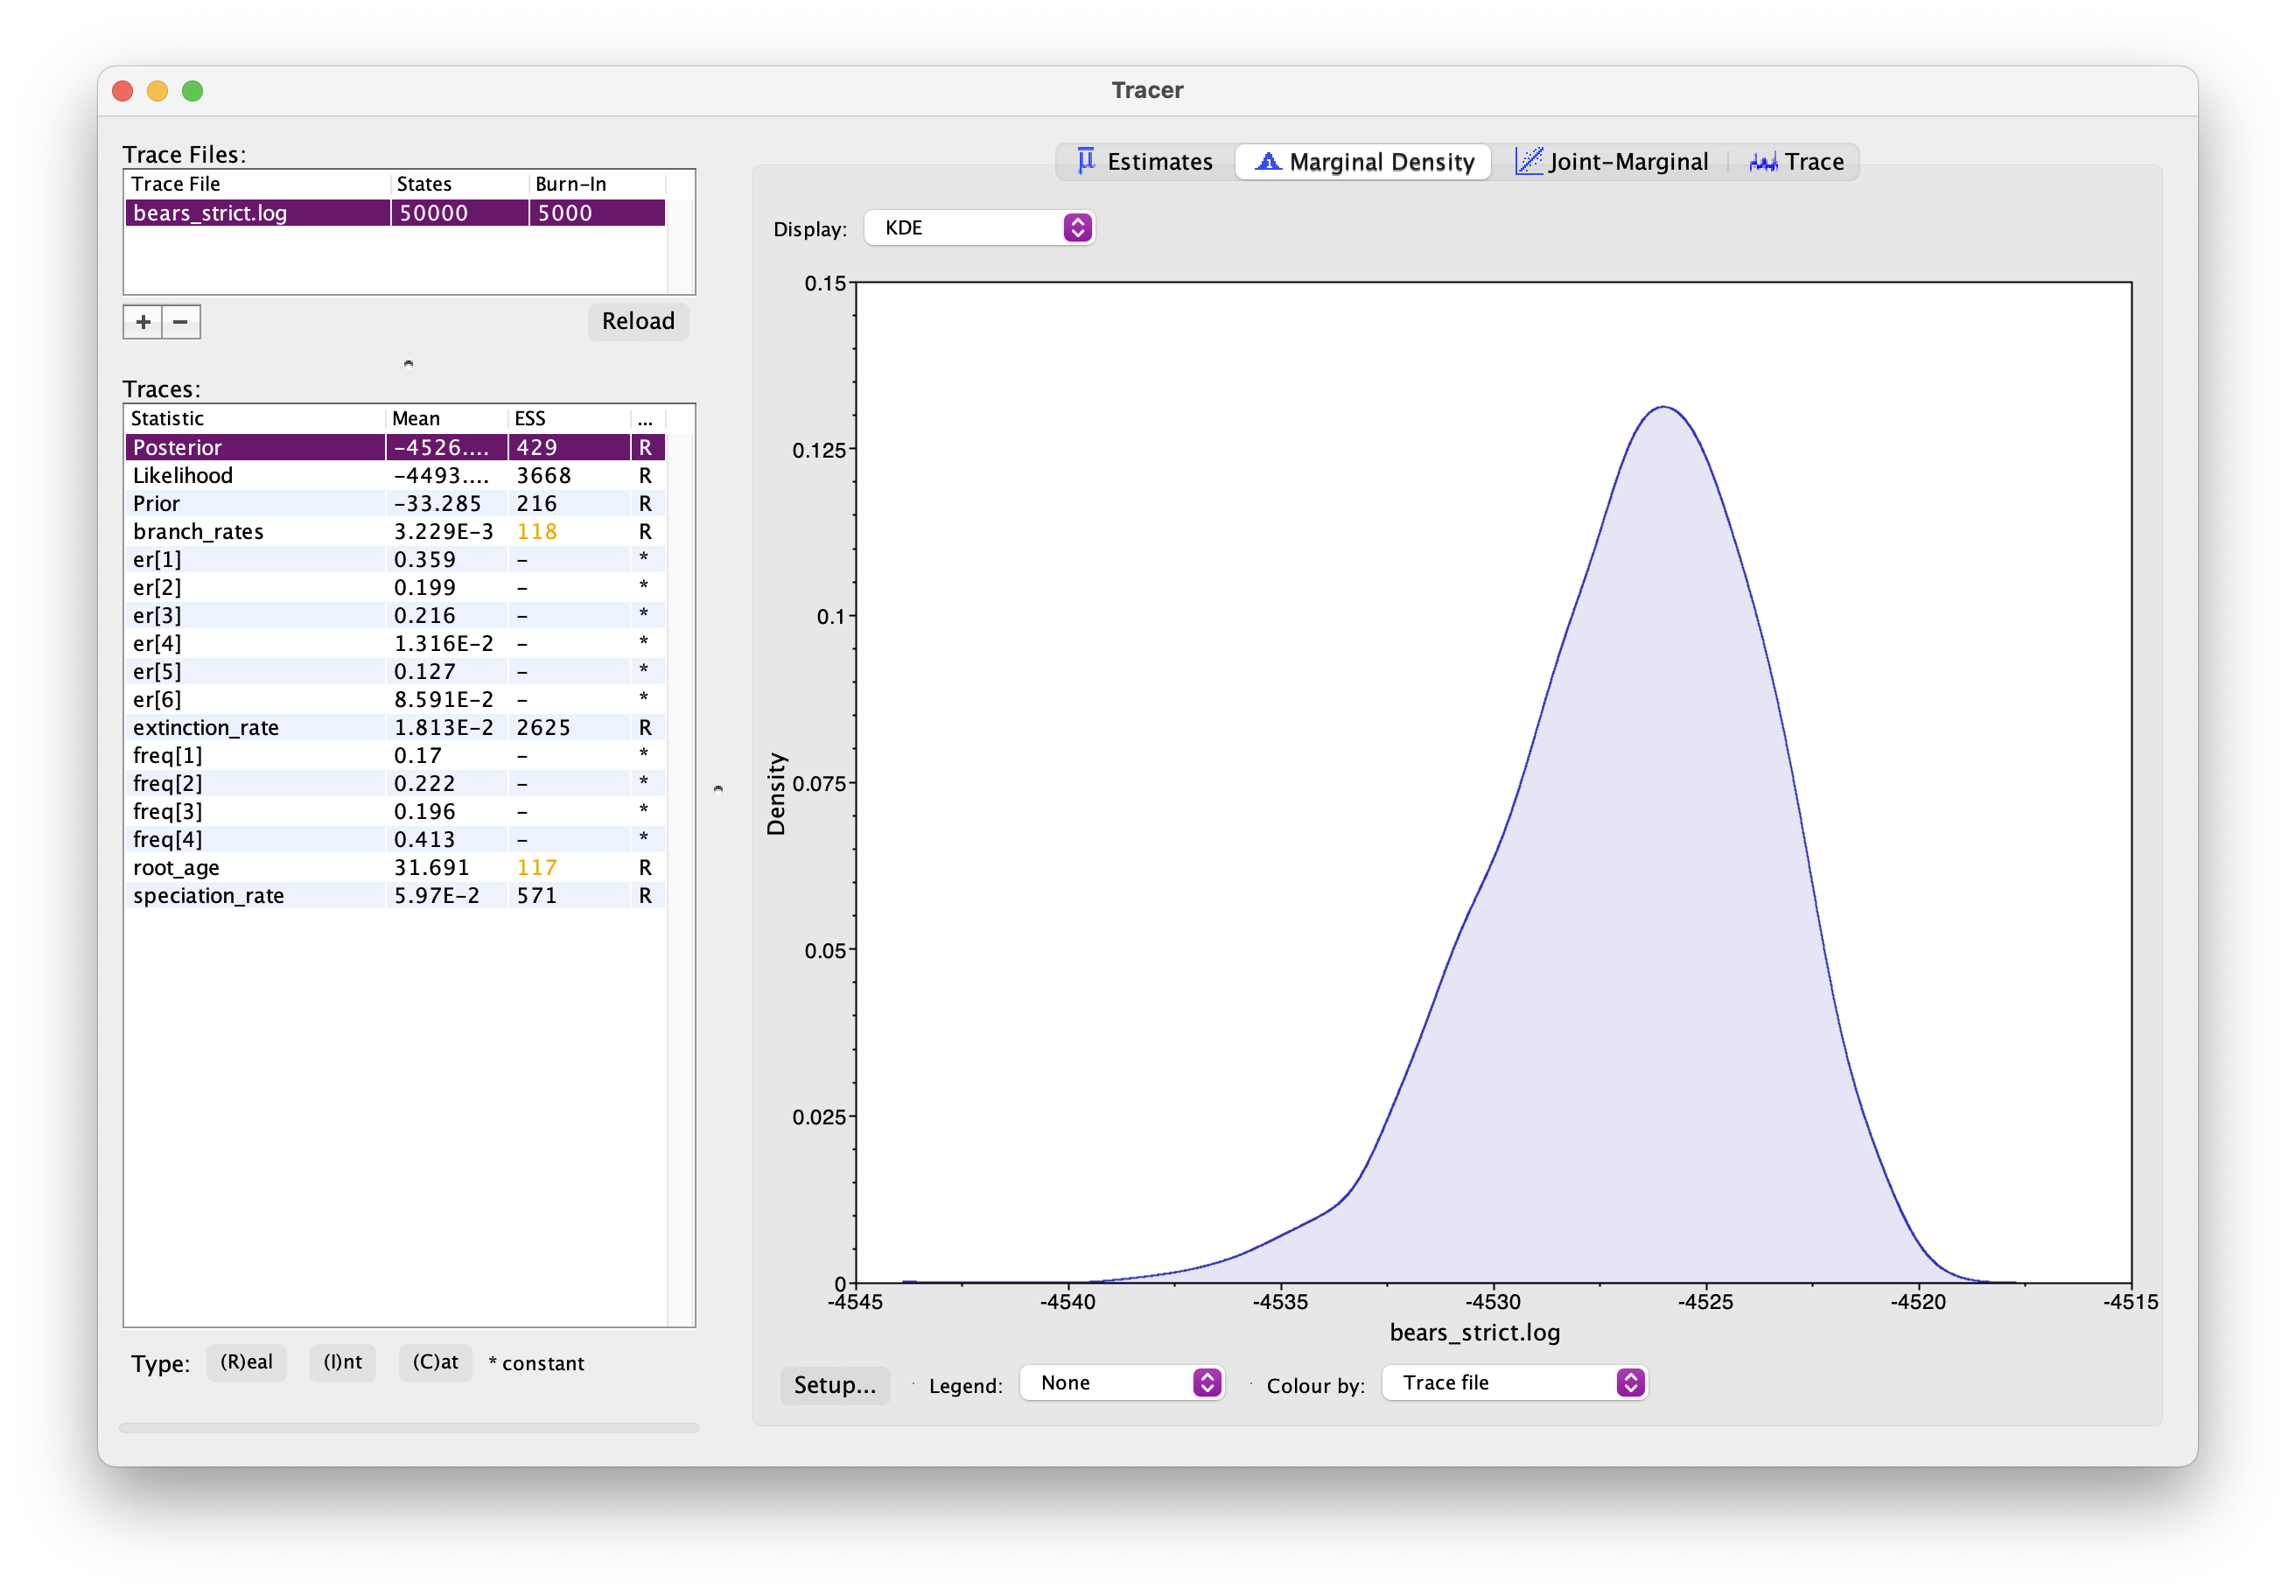 Tracer
Trace Files:
Trace File States Burn-In
bears_strict.log 50000 5000
+ −
Reload
Traces:
Statistic Mean ESS ...
Posterior -4526.... 429 R
Likelihood -4493.... 3668 R
Prior -33.285 216 R
branch_rates 3.229E-3 118 R
er[1] 0.359 - *
er[2] 0.199 - *
er[3] 0.216 - *
er[4] 1.316E-2 - *
er[5] 0.127 - *
er[6] 8.591E-2 - *
extinction_rate 1.813E-2 2625 R
freq[1] 0.17 - *
freq[2] 0.222 - *
freq[3] 0.196 - *
freq[4] 0.413 - *
root_age 31.691 117 R
speciation_rate 5.97E-2 571 R
Type: (R)eal (I)nt (C)at * constant
Estimates Marginal Density Joint-Marginal Trace
Display: KDE
0.15
0.125
0.1
0.075
0.05
0.025
0
Density
-4545 -4540 -4535 -4530 -4525 -4520 -4515
bears_strict.log
Setup... Legend: None Colour by: Trace file